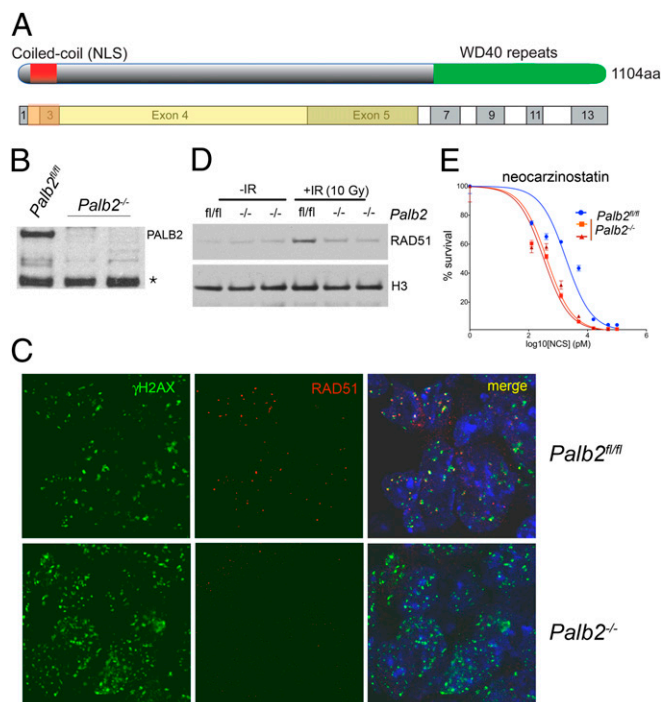 A
Coiled-coil (NLS)
WD40 repeats
1104aa
1 3 Exon 4 Exon 5 7 9 11 13
B
Palb2fl/fl
Palb2-/-
PALB2
*
D
-IR +IR (10 Gy)
fl/fl -/- -/- fl/fl -/- -/- Palb2
RAD51
H3
E
neocarzinostatin
Palb2fl/fl
Palb2-/-
% survival
100
80
60
40
20
0 2 4 6
log10[NCS] (pM)
C
γH2AX
RAD51
merge
Palb2fl/fl
Palb2-/-